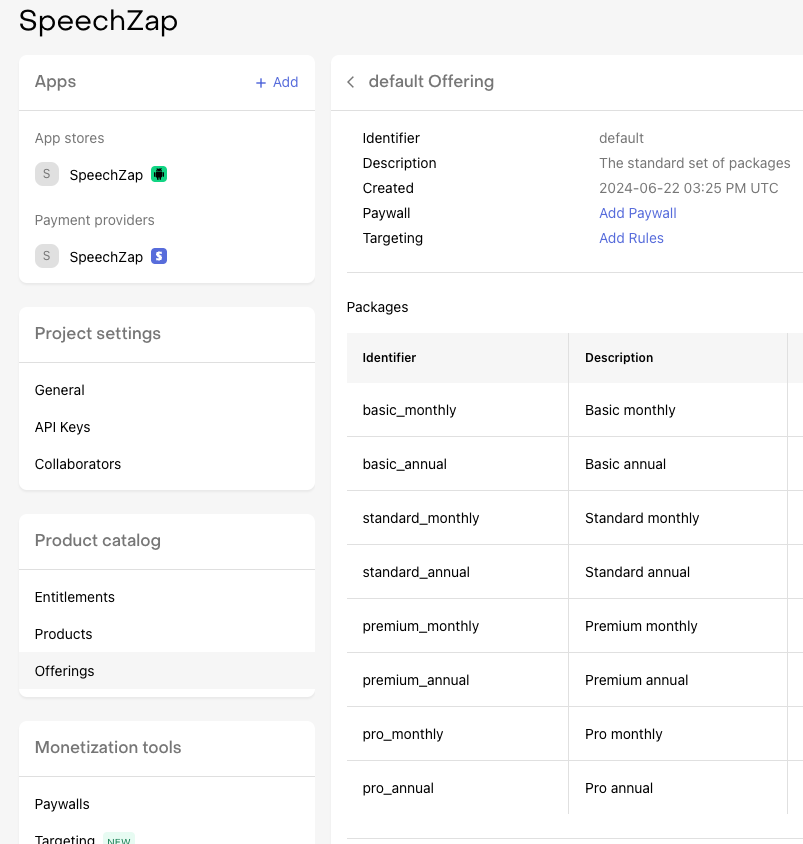 SpeechZap
Apps
+ Add
App stores
S SpeechZap
Payment providers
S SpeechZap $
Project settings
General
API Keys
Collaborators
Product catalog
Entitlements
Products
Offerings
Monetization tools
Paywalls
Targeting NEW
default Offering
Identifier default
Description The standard set of packages
Created 2024-06-22 03:25 PM UTC
Paywall Add Paywall
Targeting Add Rules
Packages
Identifier Description
basic_monthly Basic monthly
basic_annual Basic annual
standard_monthly Standard monthly
standard_annual Standard annual
premium_monthly Premium monthly
premium_annual Premium annual
pro_monthly Pro monthly
pro_annual Pro annual